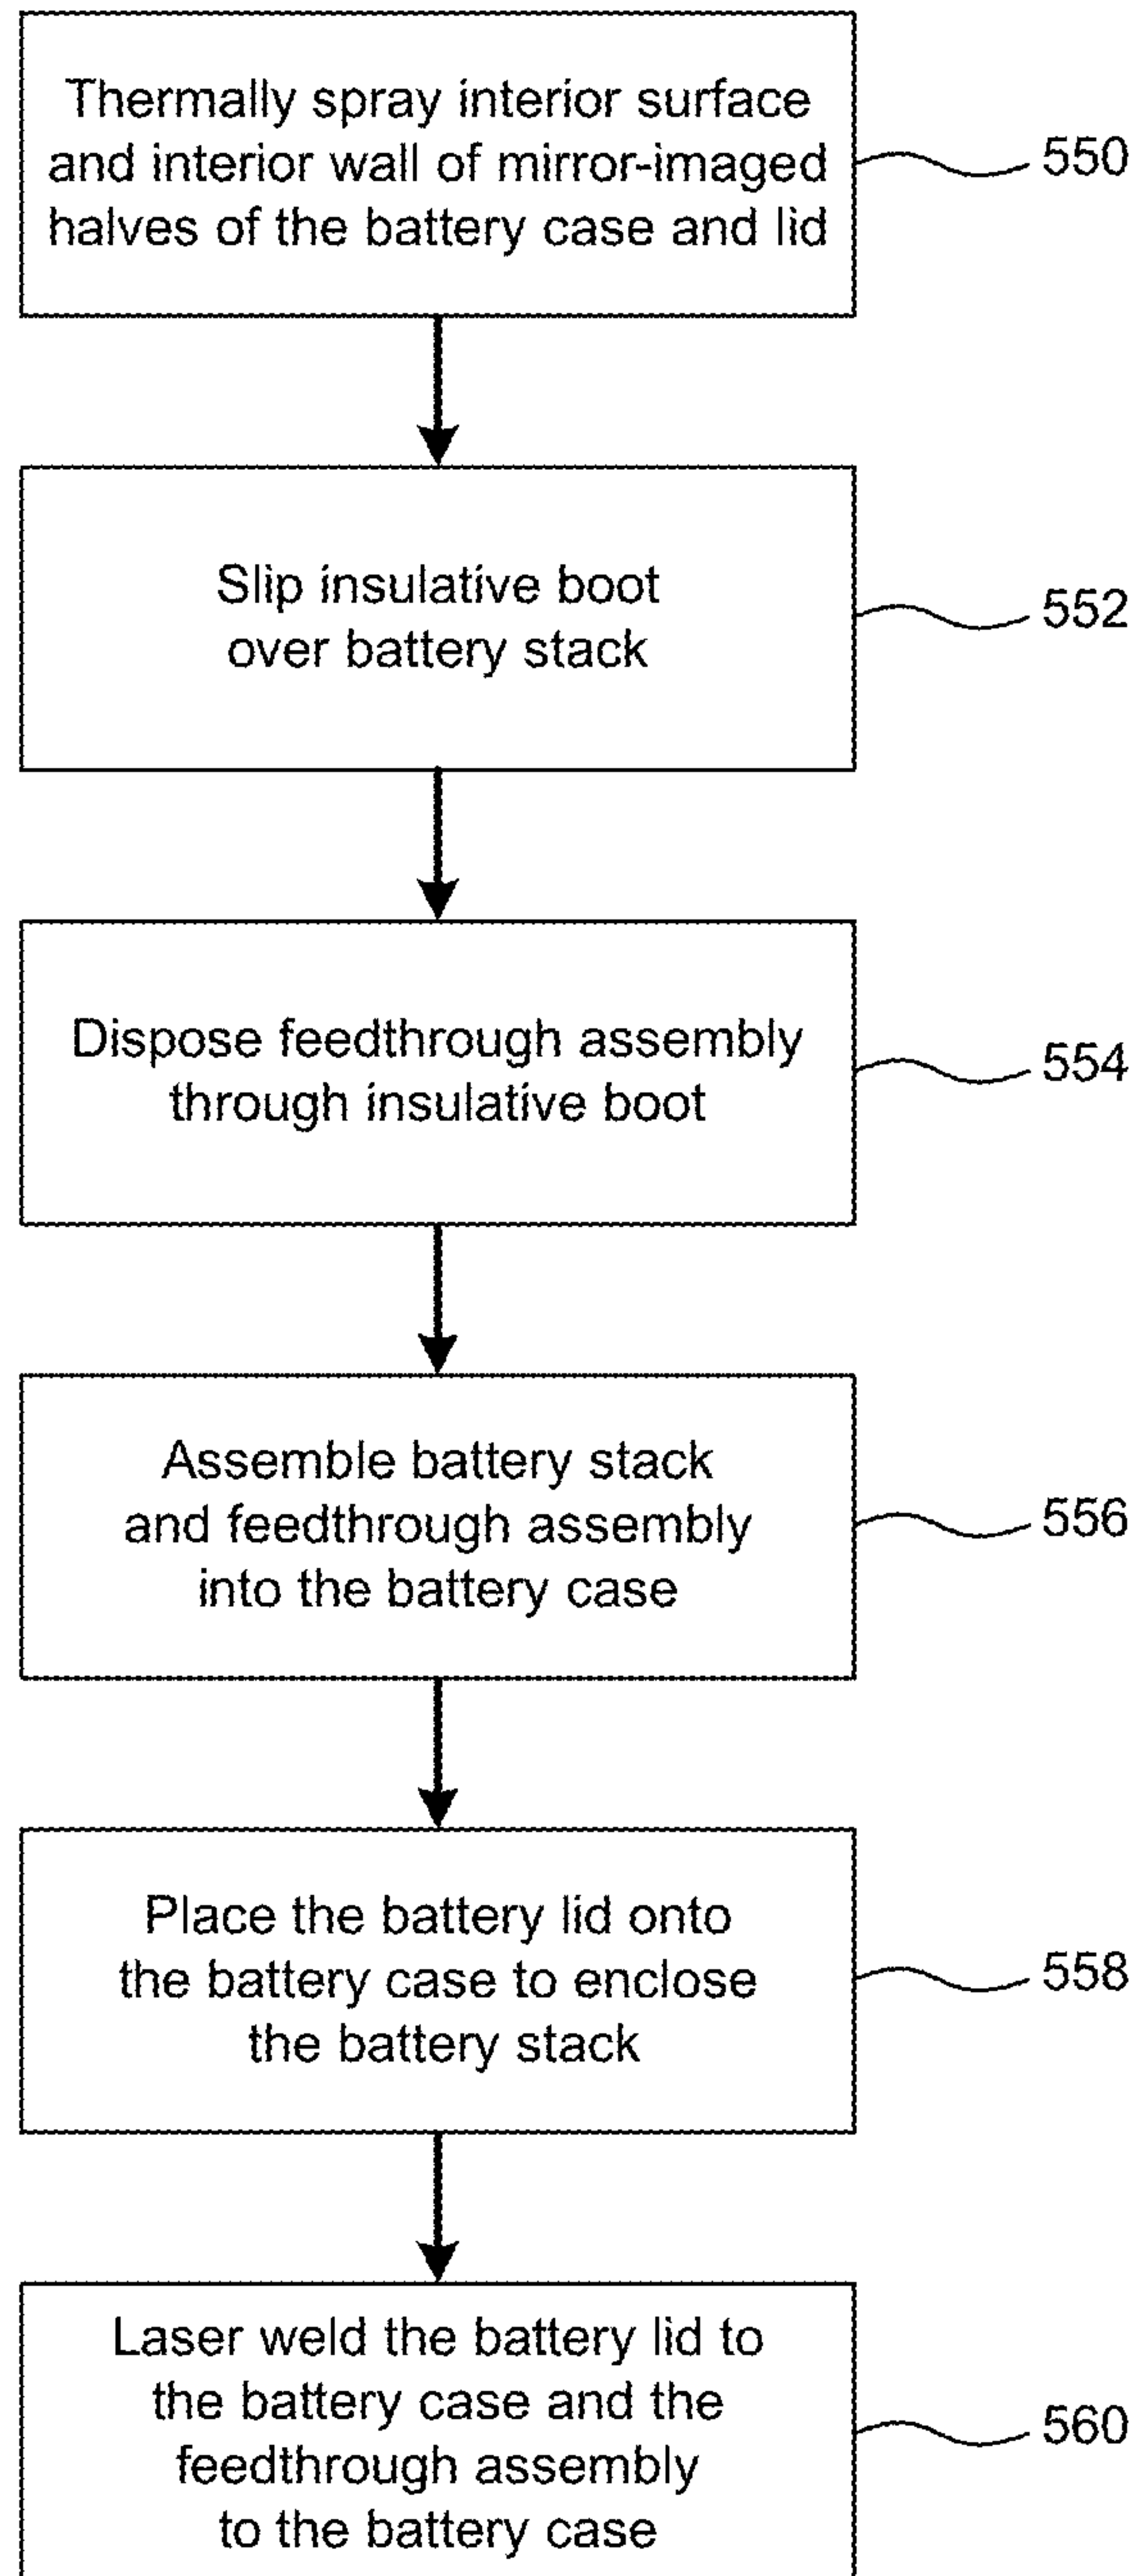 Thermally spray interior surface
and interior wall of mirror-imaged
halves of the battery case and lid
550
Slip insulative boot
over battery stack
552
Dispose feedthrough assembly
through insulative boot
554
Assemble battery stack
and feedthrough assembly
into the battery case
556
Place the battery lid onto
the battery case to enclose
the battery stack
558
Laser weld the battery lid to
the battery case and the
feedthrough assembly
to the battery case
560